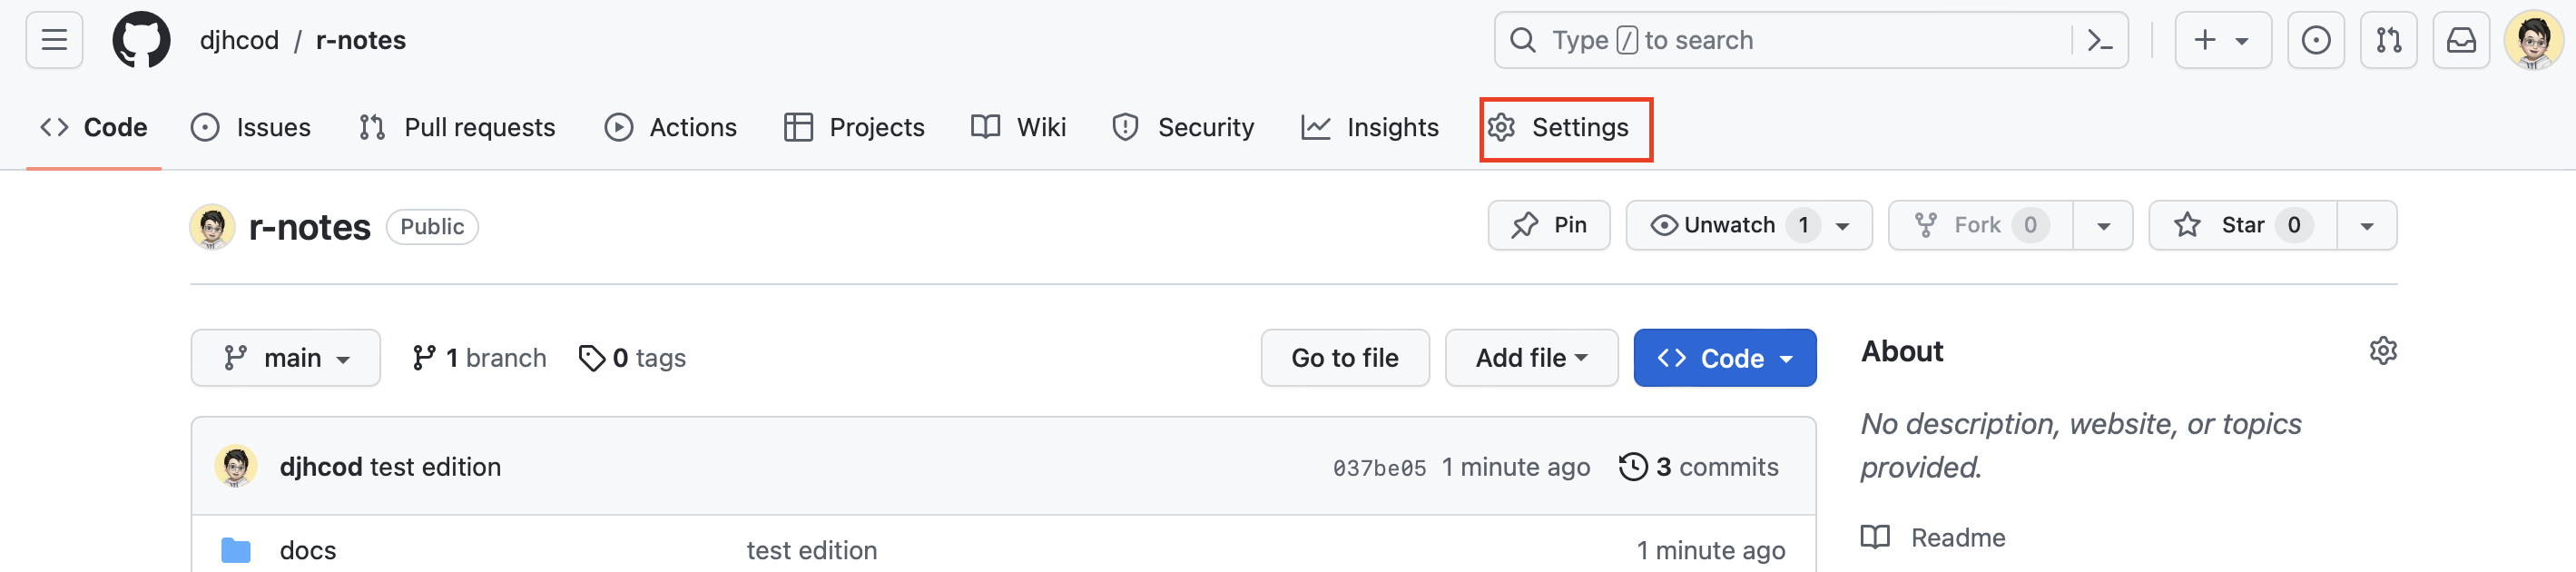 djhcod / r-notes
Type / to search
Code Issues Pull requests Actions Projects Wiki Security Insights Settings
r-notes Public
Pin Unwatch 1 Fork 0 Star 0
main 1 branch 0 tags Go to file Add file Code
About
No description, website, or topics
provided.
Readme
djhcod test edition 037be05 1 minute ago 3 commits
docs test edition 1 minute ago